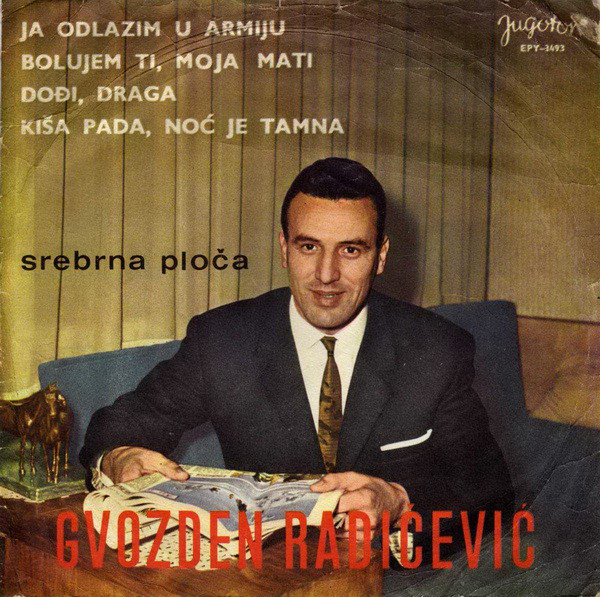 JA ODLAZIM U ARMIJU
BOLUJEM TI, MOJA MATI
DOĐI, DRAGA
KIŠA PADA, NOĆ JE TAMNA
Jugoton
EPY-3493
srebrna ploča
GVOZDEN RADIĆEVIĆ